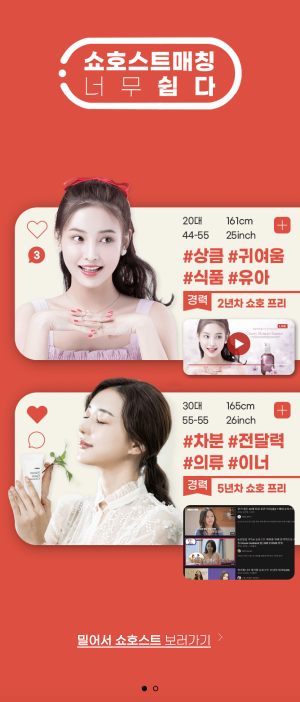 쇼호스트매칭
너무 쉽다
20대 161cm
44-55 25inch
#상큼 #귀여움
#식품 #유아
3
경력 2년차 쇼호 프리
30대 165cm
55-55 26inch
#차분 #전달력
#의류 #이너
경력 5년차 쇼호 프리
밀어서 쇼호스트 보러가기